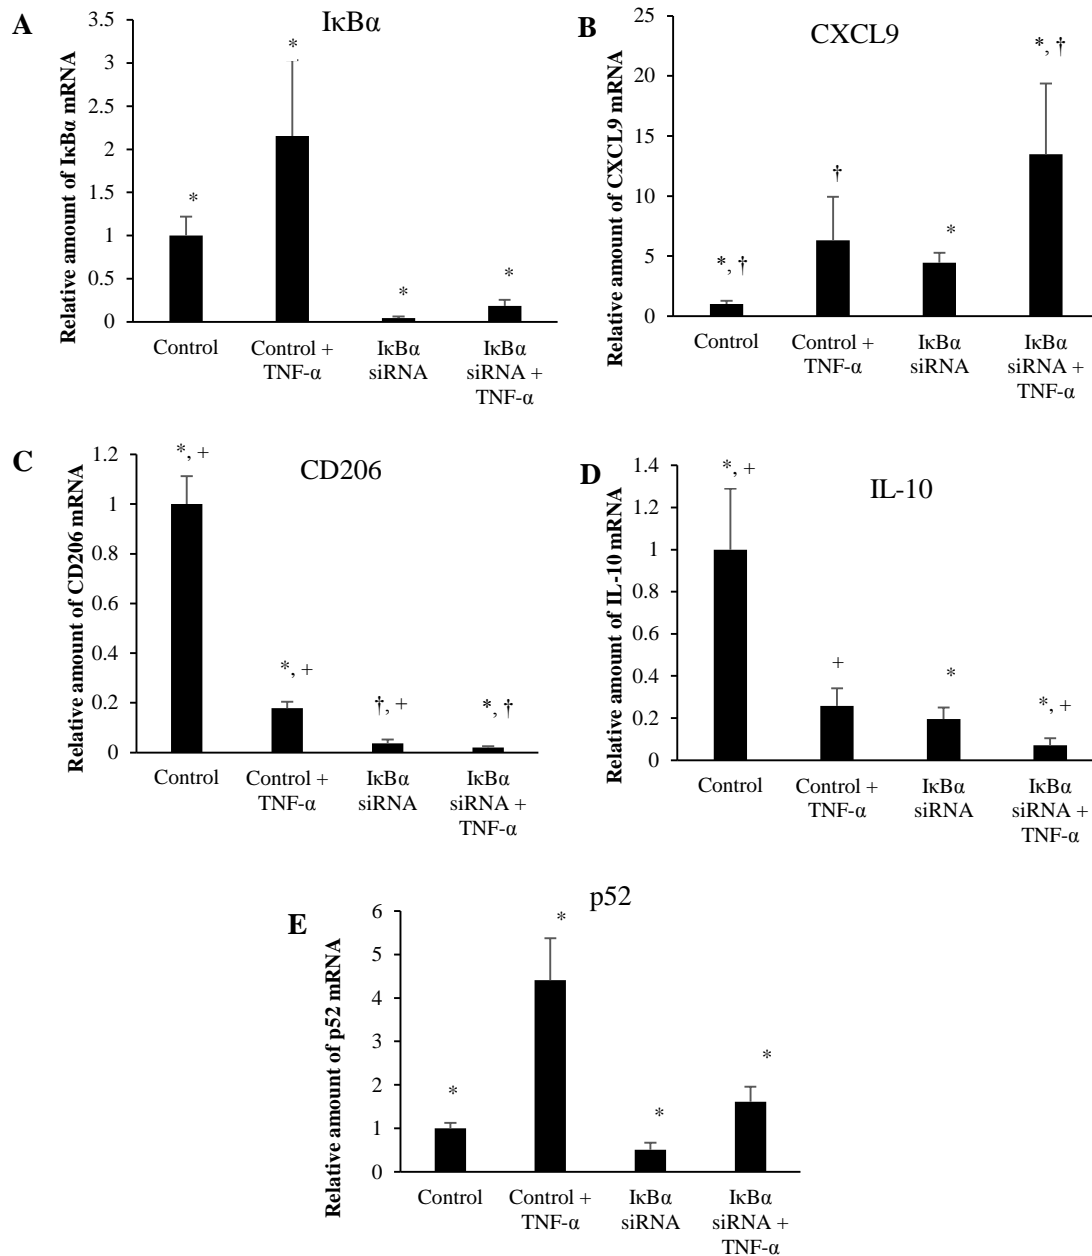 A
IκBα
Relative amount of IκBα mRNA
3.5
3
2.5
2
1.5
1
0.5
0
*
*
*
*
Control
Control +
TNF-α
IκBα
siRNA
IκBα
siRNA +
TNF-α
B
CXCL9
Relative amount of CXCL9 mRNA
25
20
15
10
5
0
*, †
†
*
*, †
Control
Control +
TNF-α
IκBα
siRNA
IκBα
siRNA +
TNF-α
C
CD206
Relative amount of CD206 mRNA
1.2
1
0.8
0.6
0.4
0.2
0
*, +
*, +
†, +
*, †
Control
Control +
TNF-α
IκBα
siRNA
IκBα
siRNA +
TNF-α
D
IL-10
Relative amount of IL-10 mRNA
1.4
1.2
1
0.8
0.6
0.4
0.2
0
*, +
+
*
*, +
Control
Control +
TNF-α
IκBα
siRNA
IκBα
siRNA +
TNF-α
E
p52
Relative amount of p52 mRNA
6
5
4
3
2
1
0
*
*
*
*
Control
Control +
TNF-α
IκBα
siRNA
IκBα
siRNA +
TNF-α